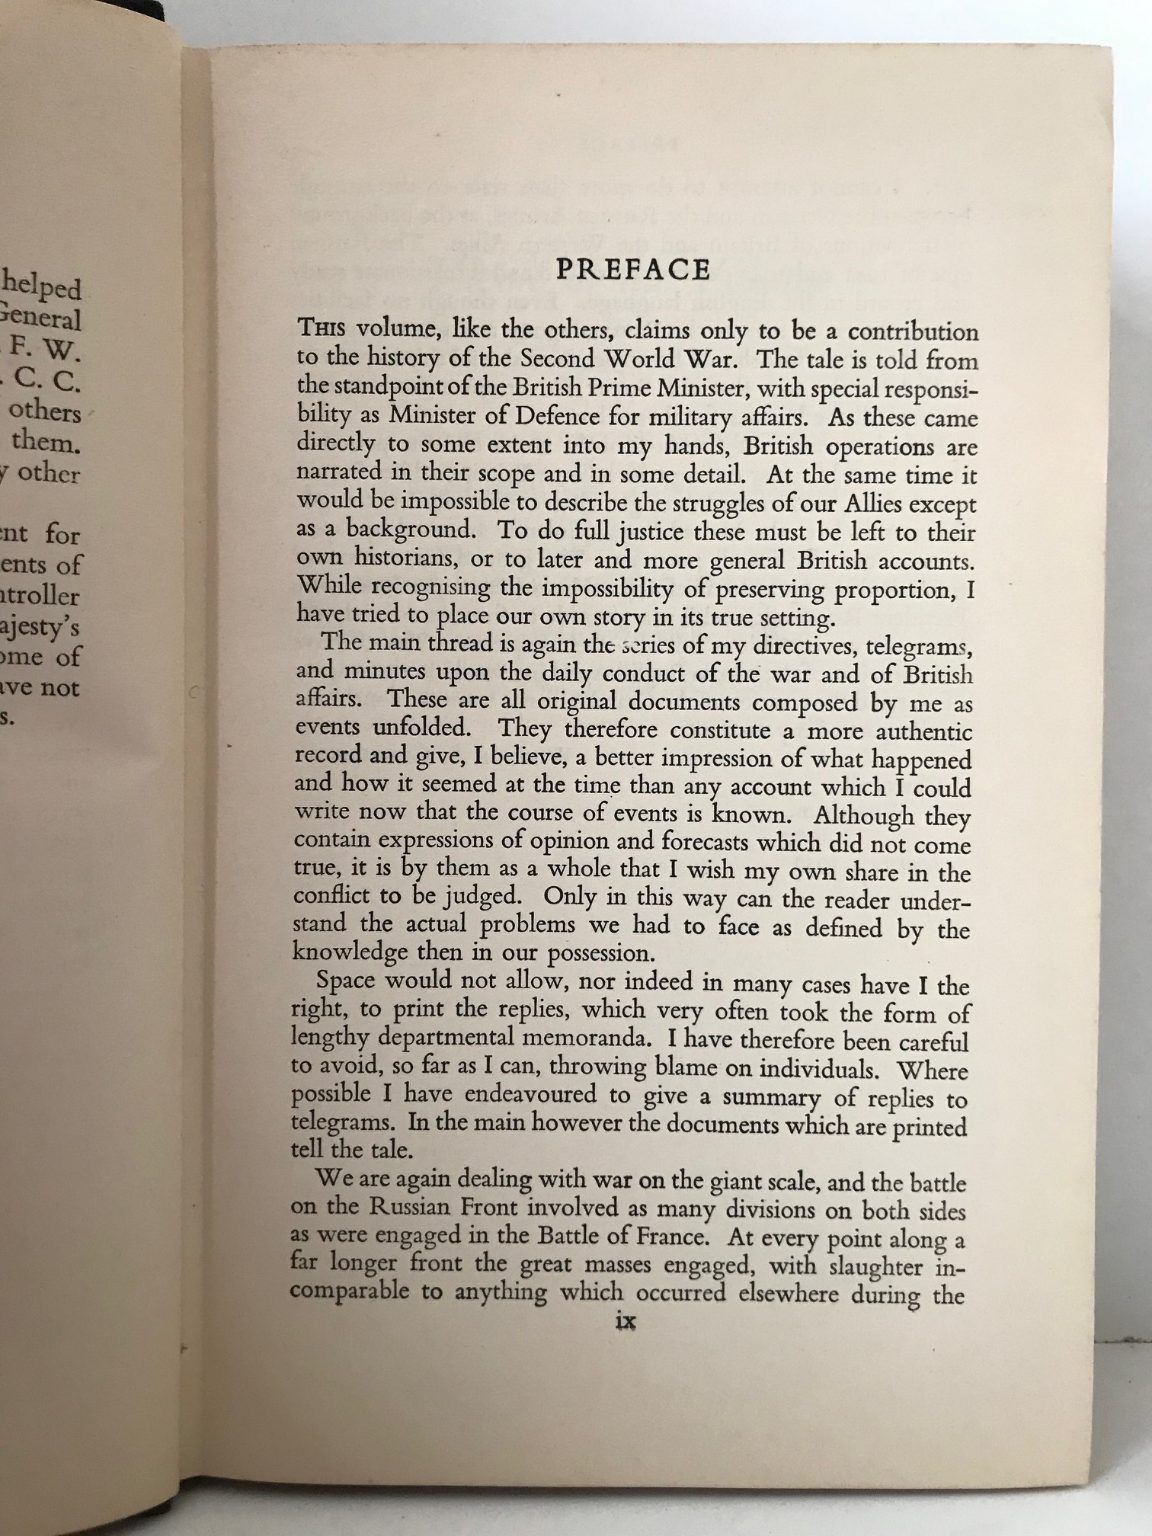 helped
General
F. W.
. C. C.
others
them.
y other
ent for
ents of
ntroller
ajesty's
ome of
ave not
s.
PREFACE
THIS volume, like the others, claims only to be a contribution
to the history of the Second World War. The tale is told from
the standpoint of the British Prime Minister, with special responsi-
bility as Minister of Defence for military affairs. As these came
directly to some extent into my hands, British operations are
narrated in their scope and in some detail. At the same time it
would be impossible to describe the struggles of our Allies except
as a background. To do full justice these must be left to their
own historians, or to later and more general British accounts.
While recognising the impossibility of preserving proportion, I
have tried to place our own story in its true setting.
The main thread is again the series of my directives, telegrams,
and minutes upon the daily conduct of the war and of British
affairs. These are all original documents composed by me as
events unfolded. They therefore constitute a more authentic
record and give, I believe, a better impression of what happened
and how it seemed at the time than any account which I could
write now that the course of events is known. Although they
contain expressions of opinion and forecasts which did not come
true, it is by them as a whole that I wish my own share in the
conflict to be judged. Only in this way can the reader under-
stand the actual problems we had to face as defined by the
knowledge then in our possession.
Space would not allow, nor indeed in many cases have I the
right, to print the replies, which very often took the form of
lengthy departmental memoranda. I have therefore been careful
to avoid, so far as I can, throwing blame on individuals. Where
possible I have endeavoured to give a summary of replies to
telegrams. In the main however the documents which are printed
tell the tale.
We are again dealing with war on the giant scale, and the battle
on the Russian Front involved as many divisions on both sides
as were engaged in the Battle of France. At every point along a
far longer front the great masses engaged, with slaughter in-
comparable to anything which occurred elsewhere during the
ix